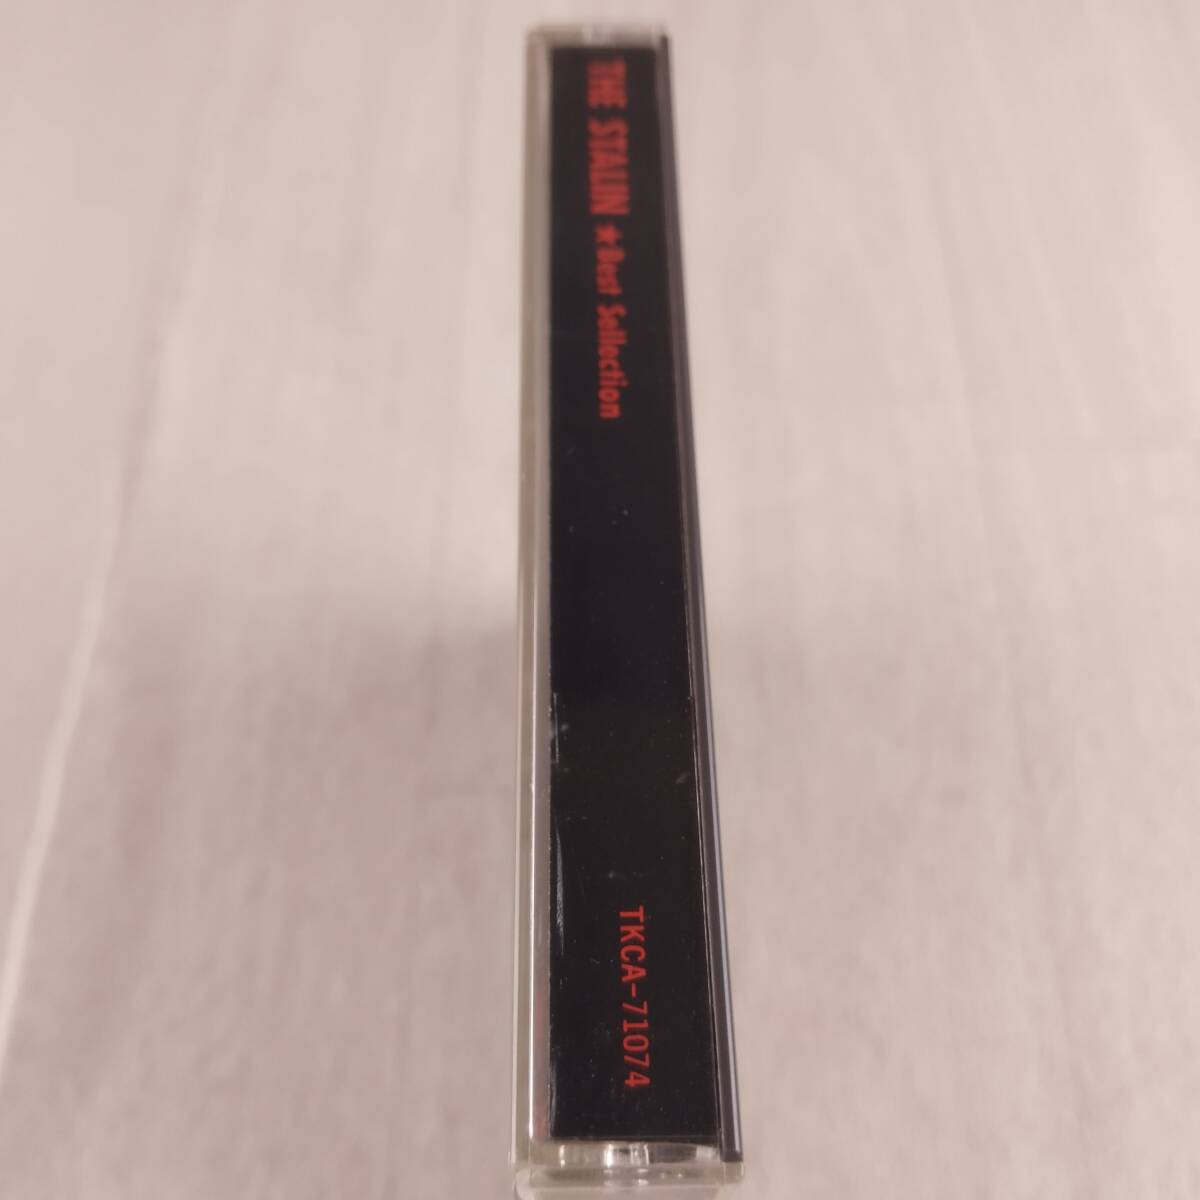 THE STALIN ★Best Sellection
TKCA-71074